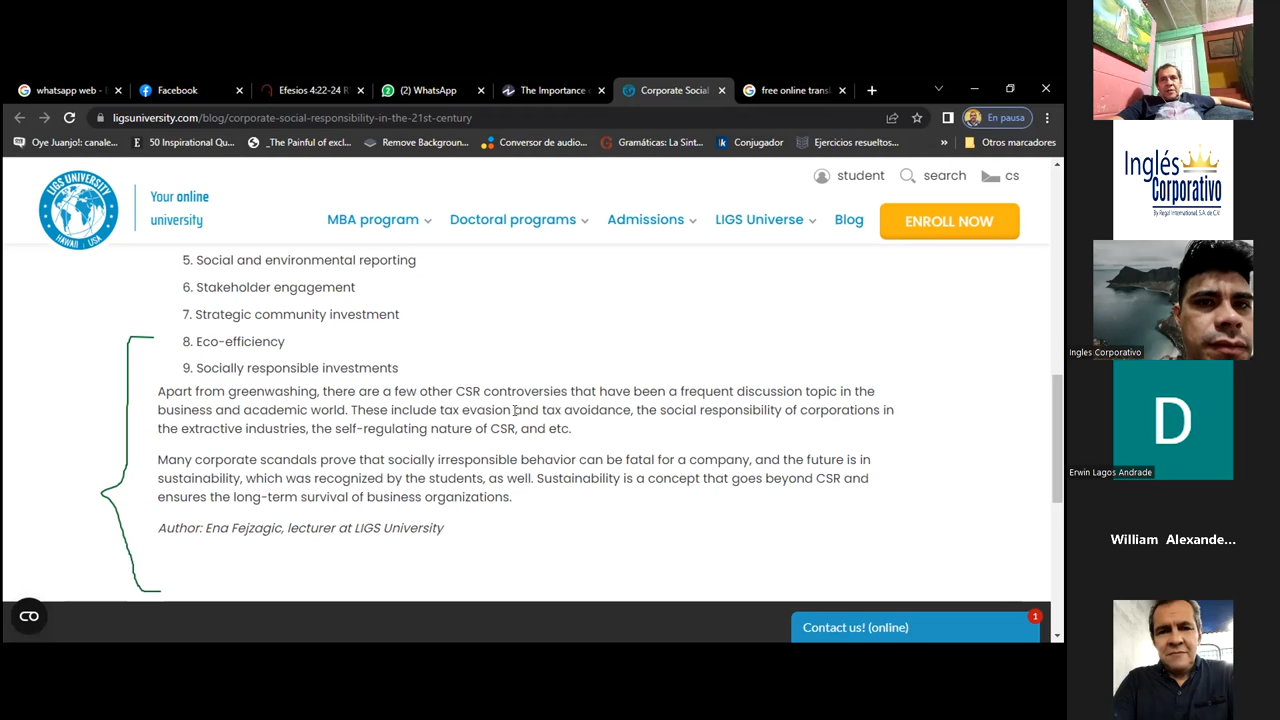 whatsapp web -
Facebook
Efesios 4:22-24 R
(2) WhatsApp
The Importance
Corporate Social
free online transl
ligsuniversity.com/blog/corporate-social-responsibility-in-the-21st-century
En pausa
Oye Juanjo!: canale...
50 Inspirational Qu...
_The Painful of excl...
Remove Backgroun...
Conversor de audio...
Gramáticas: La Sint...
Conjugador
Ejercicios resueltos...
»
Otros marcadores
LIGS UNIVERSITY
HAWAII USA
Your online
university
student
search
cs
MBA program
Doctoral programs
Admissions
LIGS Universe
Blog
ENROLL NOW
5. Social and environmental reporting
6. Stakeholder engagement
7. Strategic community investment
8. Eco-efficiency
9. Socially responsible investments
Apart from greenwashing, there are a few other CSR controversies that have been a frequent discussion topic in the
business and academic world. These include tax evasion and tax avoidance, the social responsibility of corporations in
the extractive industries, the self-regulating nature of CSR, and etc.
Many corporate scandals prove that socially irresponsible behavior can be fatal for a company, and the future is in
sustainability, which was recognized by the students, as well. Sustainability is a concept that goes beyond CSR and
ensures the long-term survival of business organizations.
Author: Ena Fejzagic, lecturer at LIGS University
Contact us! (online)
1
Inglés
Corporativo
By Regal International, S.A. de C.V.
Ingles Corporativo
D
Erwin Lagos Andrade
William Alexande...